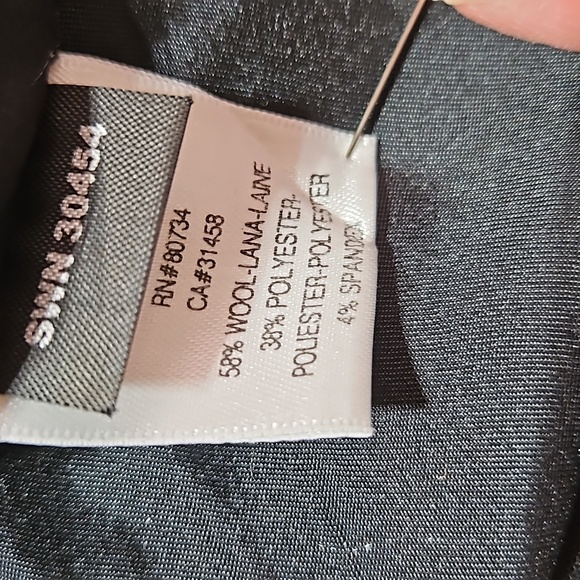 SWN 30454
RN#80734
CA#31458
58% WOOL-LANA-LAINE
38% POLYESTER-
POLIESTER-POLYESTER
4% SPANDEX